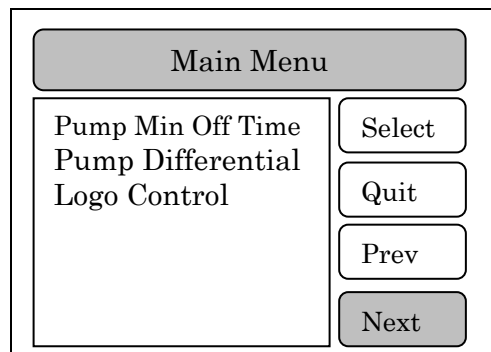 Main Menu
Pump Min Off Time
Pump Differential
Logo Control
Select
Quit
Prev
Next